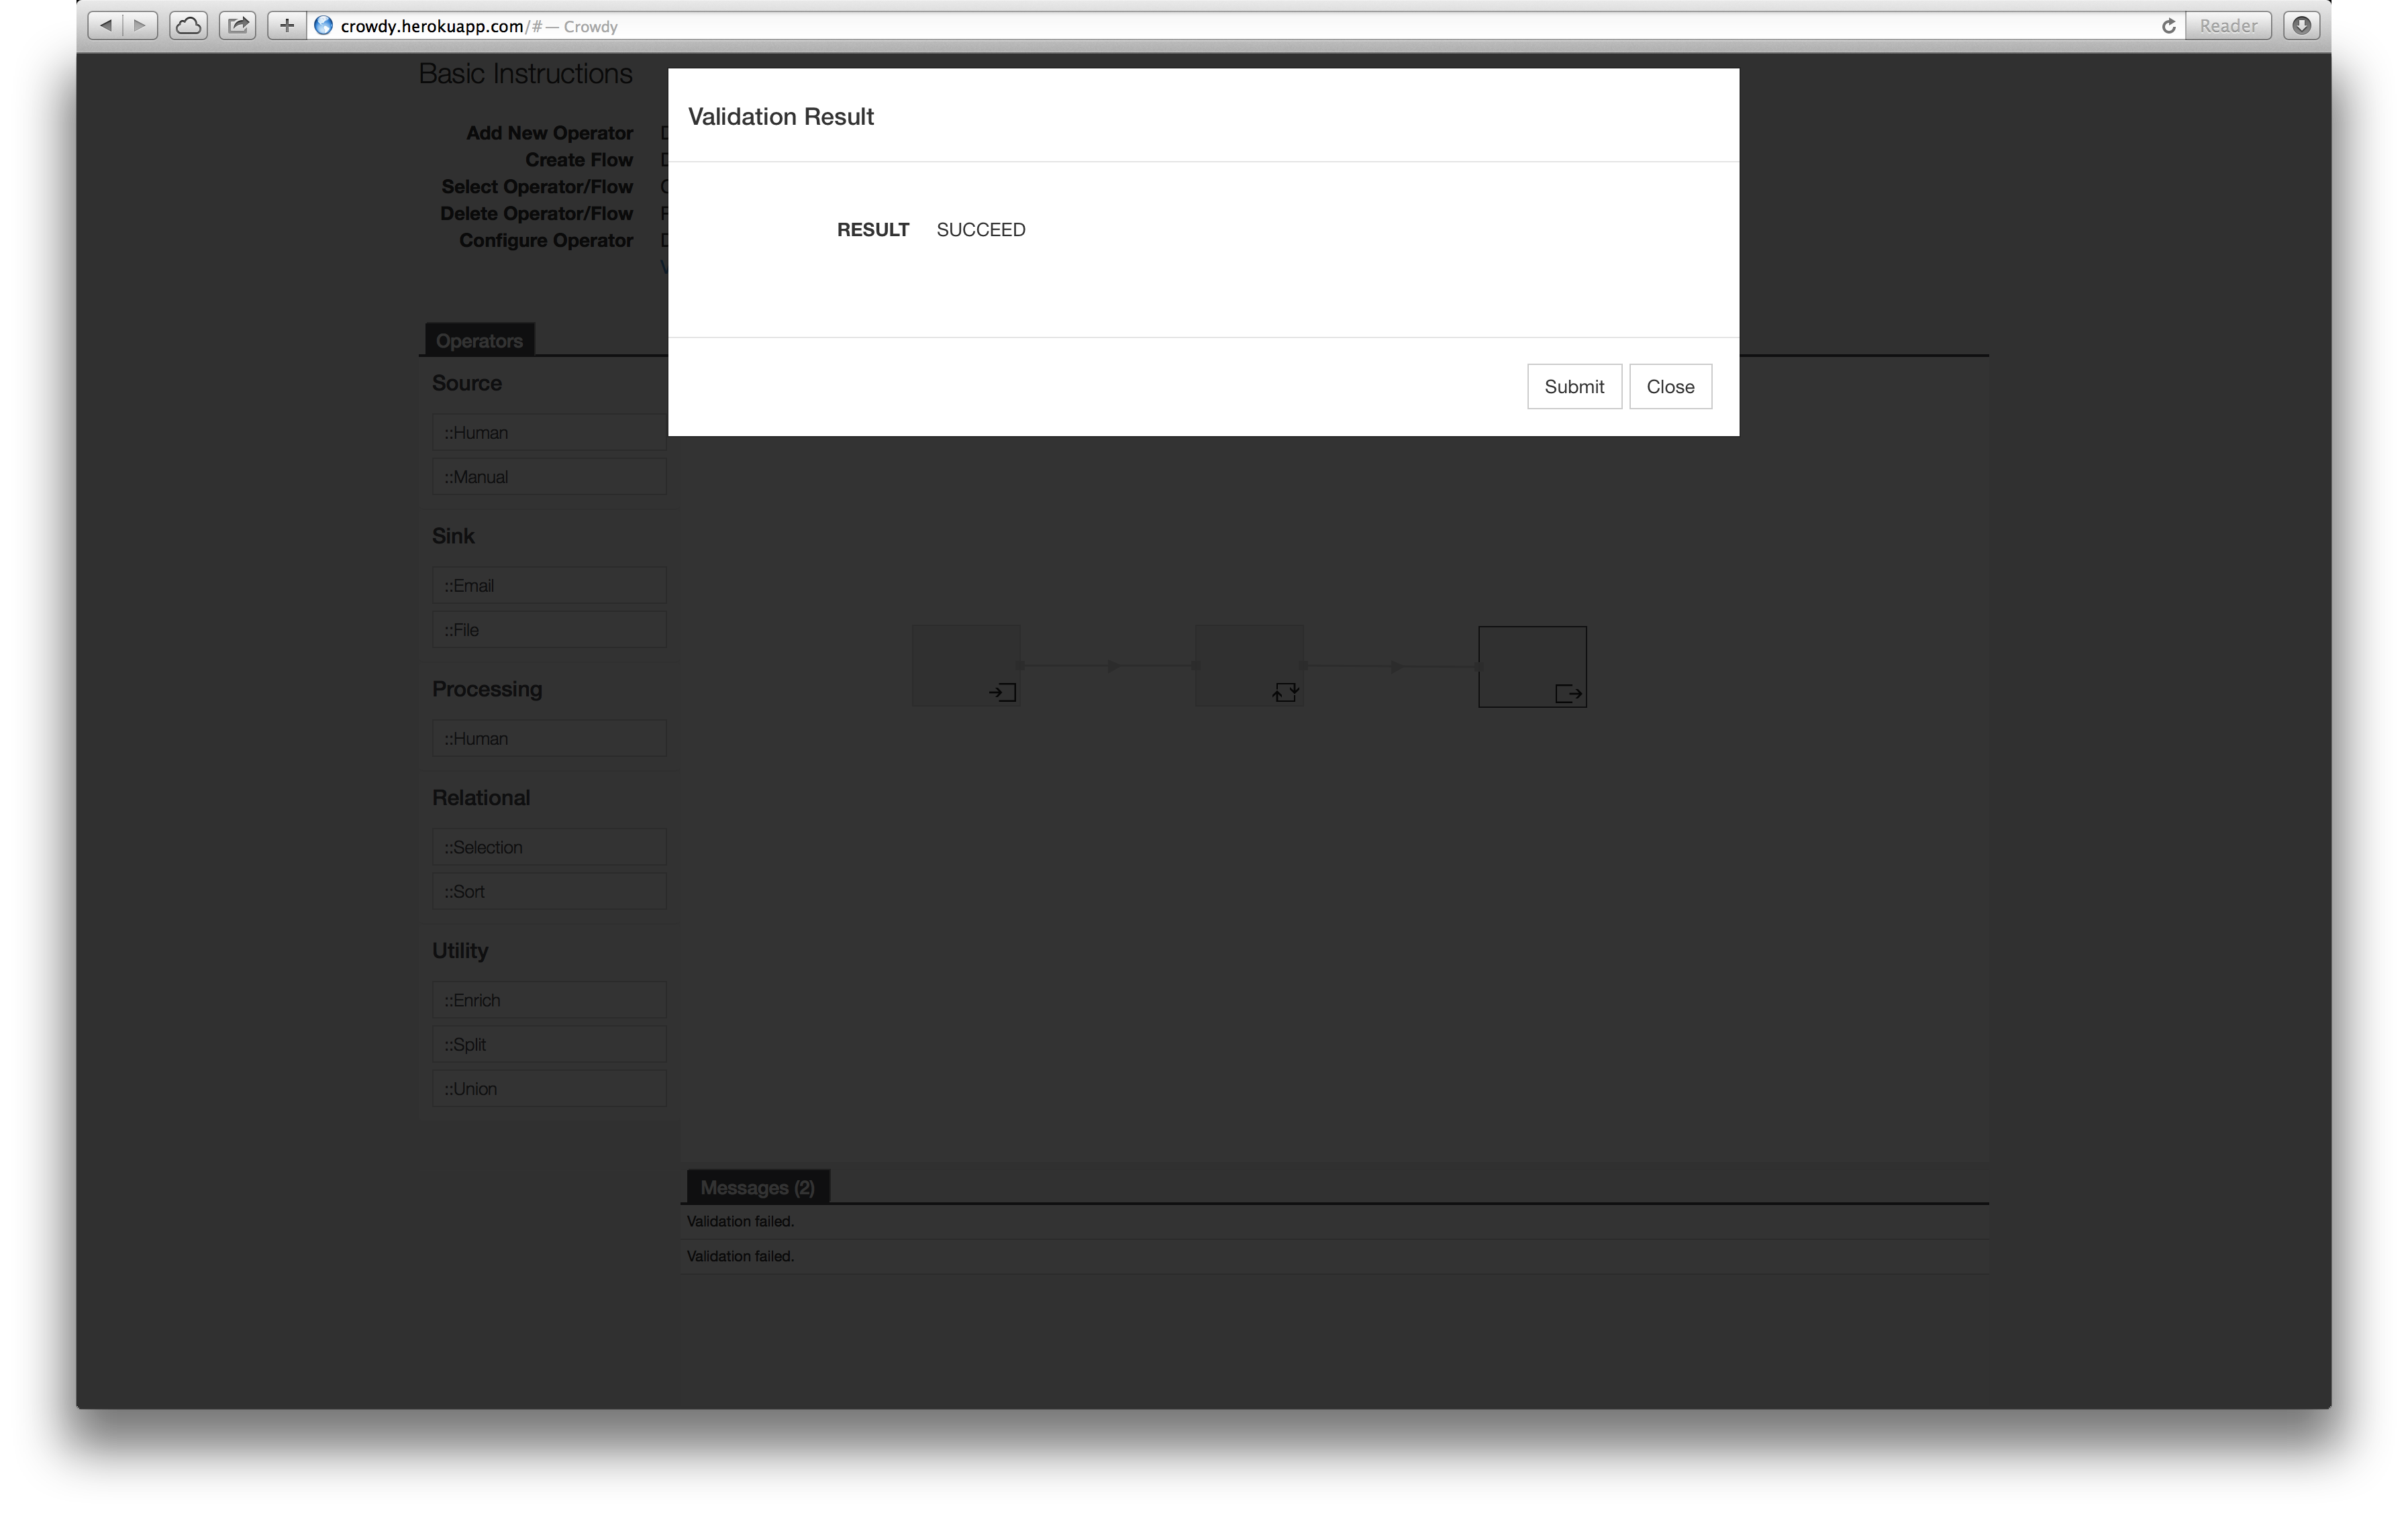 crowdy.herokuapp.com/# — Crowdy
Reader
Basic Instructions
Add New Operator
Create Flow
Select Operator/Flow
Delete Operator/Flow
Configure Operator
Validation Result
RESULT SUCCEED
Submit Close
Operators
Source
::Human
::Manual
Sink
::Email
::File
Processing
::Human
Relational
::Selection
::Sort
Utility
::Enrich
::Split
::Union
Messages (2)
Validation failed.
Validation failed.